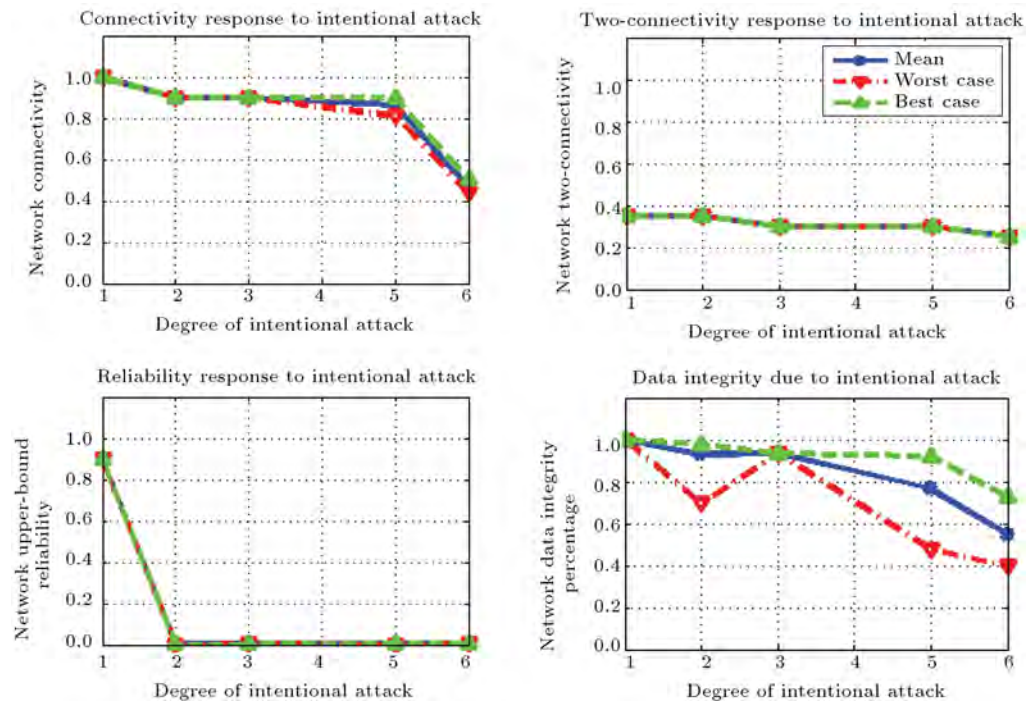 Connectivity response to intentional attack
Network connectivity
1.0
0.8
0.6
0.4
0.2
0.0
1 2 3 4 5 6
Degree of intentional attack
Two-connectivity response to intentional attack
Network two-connectivity
1.0
0.8
0.6
0.4
0.2
0.0
Mean
Worst case
Best case
1 2 3 4 5 6
Degree of intentional attack
Reliability response to intentional attack
Network upper-bound
reliability
1.0
0.8
0.6
0.4
0.2
0.0
1 2 3 4 5 6
Degree of intentional attack
Data integrity due to intentional attack
Network data integrity
percentage
1.0
0.8
0.6
0.4
0.0
1 2 3 4 5 6
Degree of intentional attack